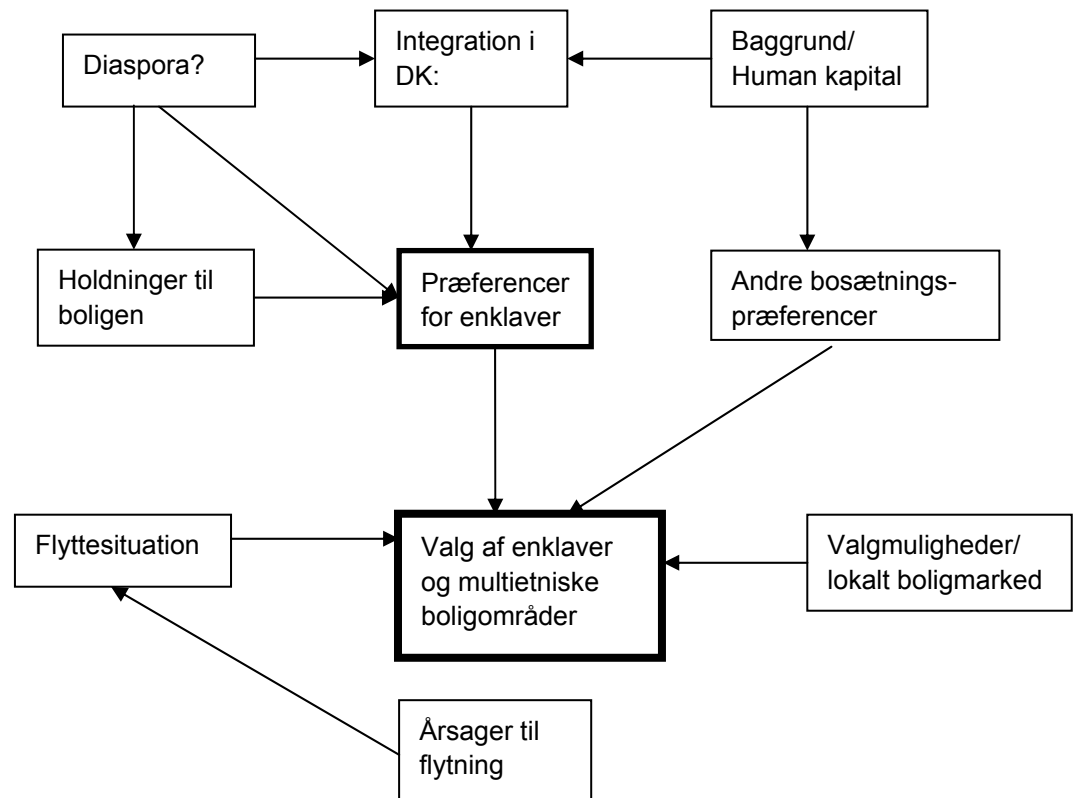 Diaspora?
Integration i
DK:
Baggrund/
Human kapital
Holdninger til
boligen
Præferencer
for enklaver
Andre bosætnings-
præferencer
Flyttesituation
Valg af enklaver
og multietniske
boligområder
Valgmuligheder/
lokalt boligmarked
Årsager til
flytning